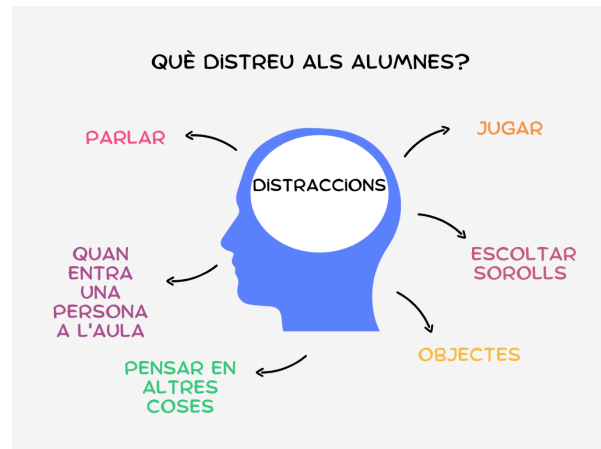 QUÈ DISTREU ALS ALUMNES?
PARLAR
JUGAR
DISTRACCIONS
QUAN
ENTRA
UNA
PERSONA
A L'AULA
ESCOLTAR
SOROLLS
PENSAR EN
ALTRES
COSES
OBJECTES